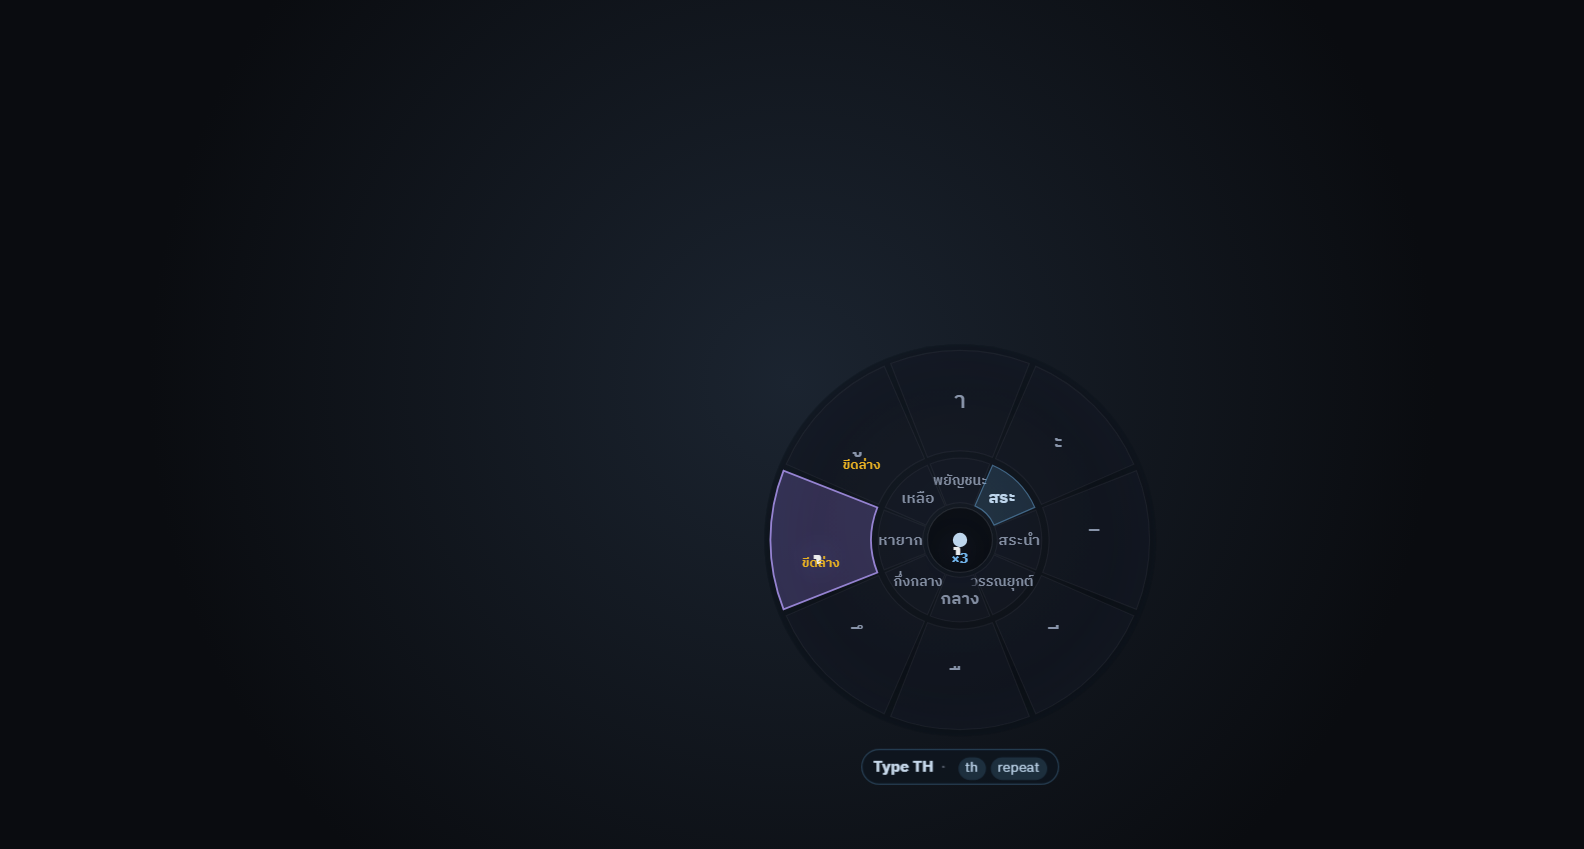 า
ะ
ู
ขีดล่าง
พยัญชนะ
เหลือ
สระ
ั
หายาก
สระนำ
ุ
×3
ุ
ขีดล่าง
กึ่งกลาง
วรรณยุกต์
กลาง
ึ
ี
ื
Type TH · th repeat